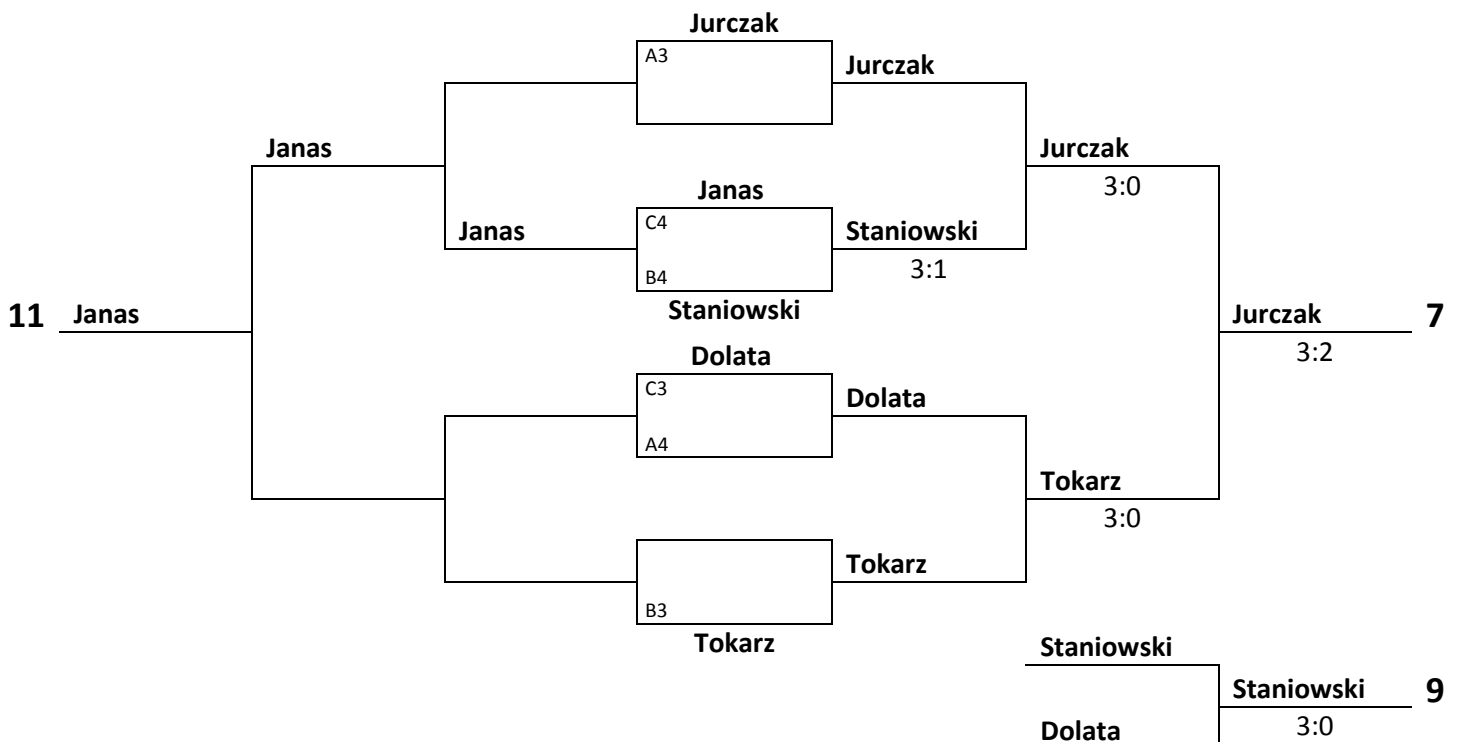 Jurczak
A3
Jurczak
Janas
Jurczak
3:0
Janas
Janas
C4
Staniowski
3:1
B4
Staniowski
11 Janas
Jurczak 7
3:2
Dolata
C3
Dolata
A4
Tokarz
3:0
Tokarz
B3
Tokarz
Staniowski
Staniowski 9
3:0
Dolata